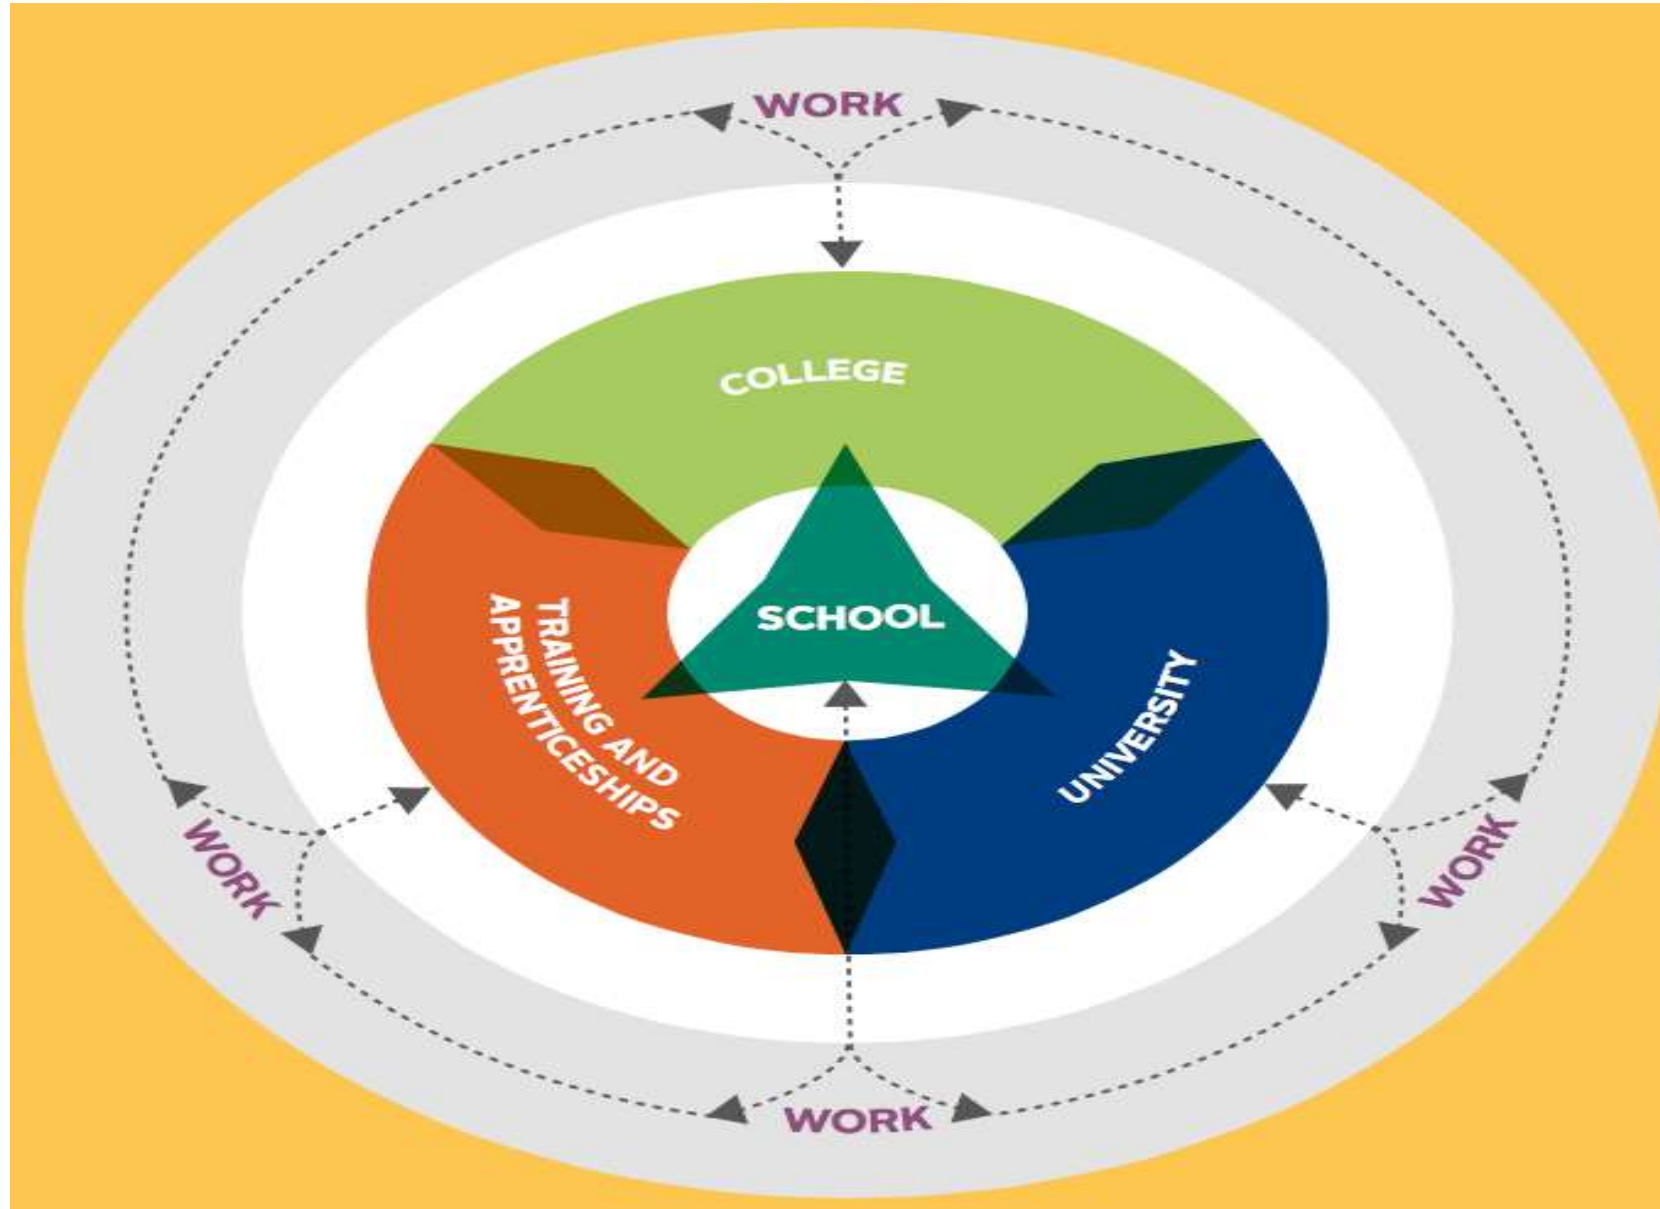 WORK
COLLEGE
SCHOOL
TRAINING AND
APPRENTICESHIPS
UNIVERSITY
WORK
WORK
WORK